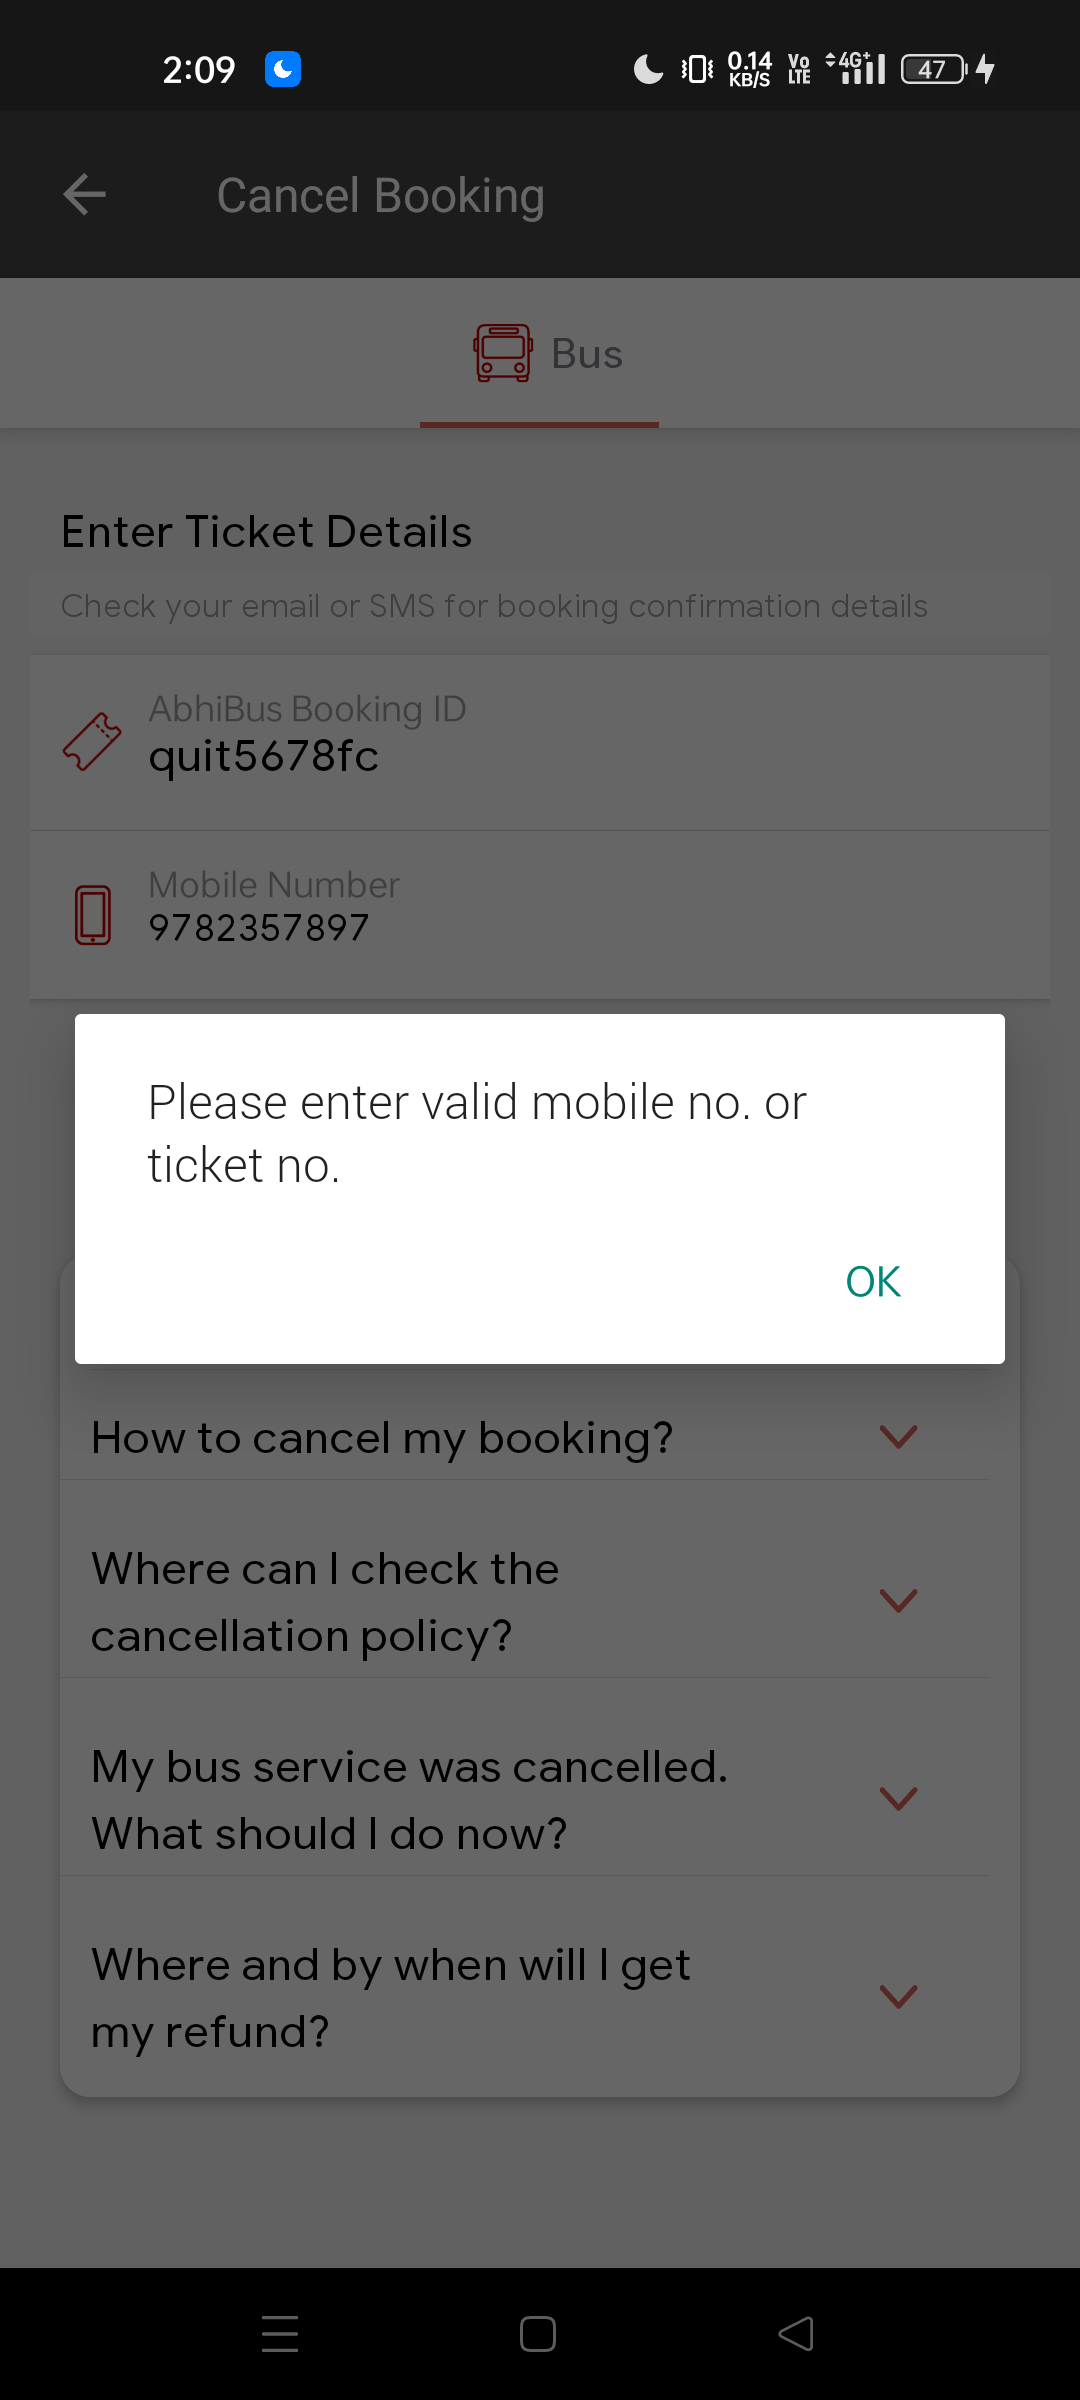 2:09
0.14
KB/S
Vo
LTE
4G+
47
Cancel Booking
Bus
Enter Ticket Details
Check your email or SMS for booking confirmation details
AbhiBus Booking ID
quit5678fc
Mobile Number
9782357897
Please enter valid mobile no. or
ticket no.
OK
How to cancel my booking?
Where can I check the
cancellation policy?
My bus service was cancelled.
What should I do now?
Where and by when will I get
my refund?